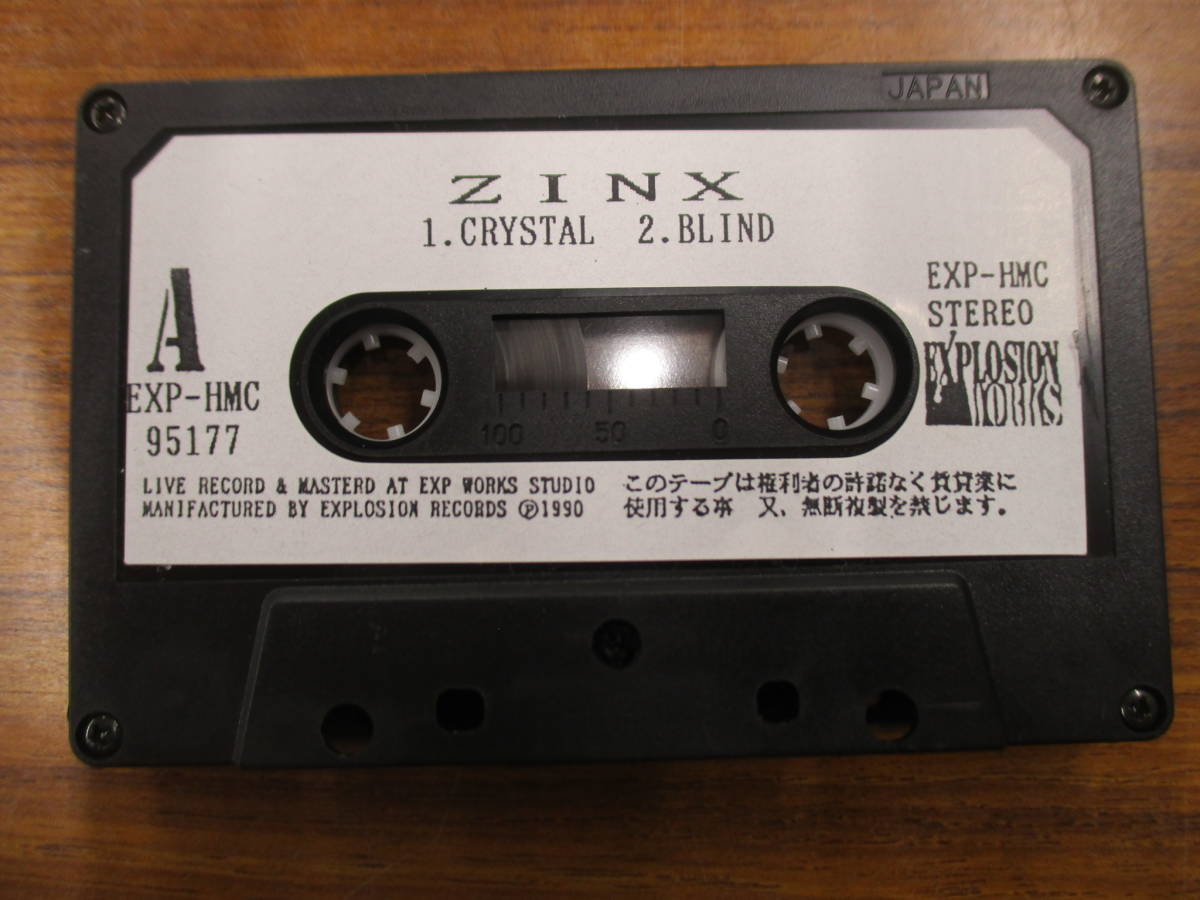 JAPAN
ZINX
1.CRYSTAL 2.BLIND
A
EXP-HMC
95177
EXP-HMC
STEREO
EXPLOSION
WORKS
100 50 0
LIVE RECORD & MASTERD AT EXP WORKS STUDIO
MANIFACTURED BY EXPLOSION RECORDS ℗1990
このテープは権利者の許諾なく賃貸業に
使用する事 又、無断複製を禁じます。